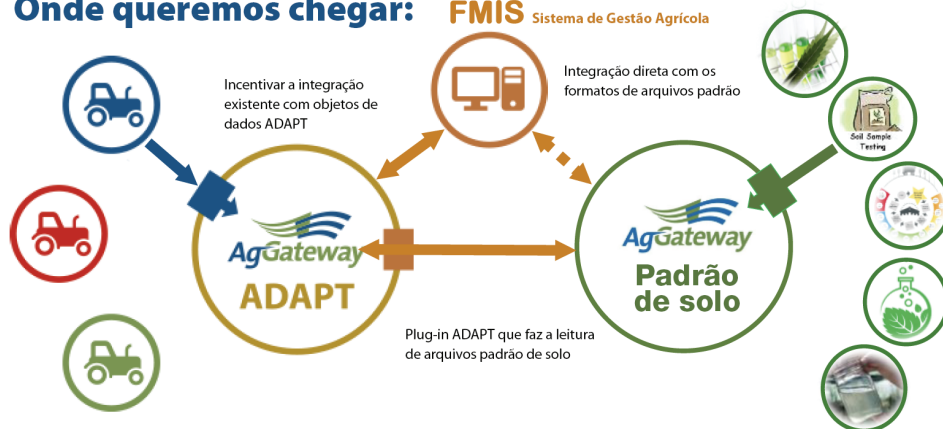 Onde queremos chegar:
FMIS Sistema de Gestão Agrícola
Incentivar a integração
existente com objetos de
dados ADAPT
Integração direta com os
formatos de arquivos padrão
Soil Sample
Testing
AgGateway
ADAPT
AgGateway
Padrão
de solo
Plug-in ADAPT que faz a leitura
de arquivos padrão de solo